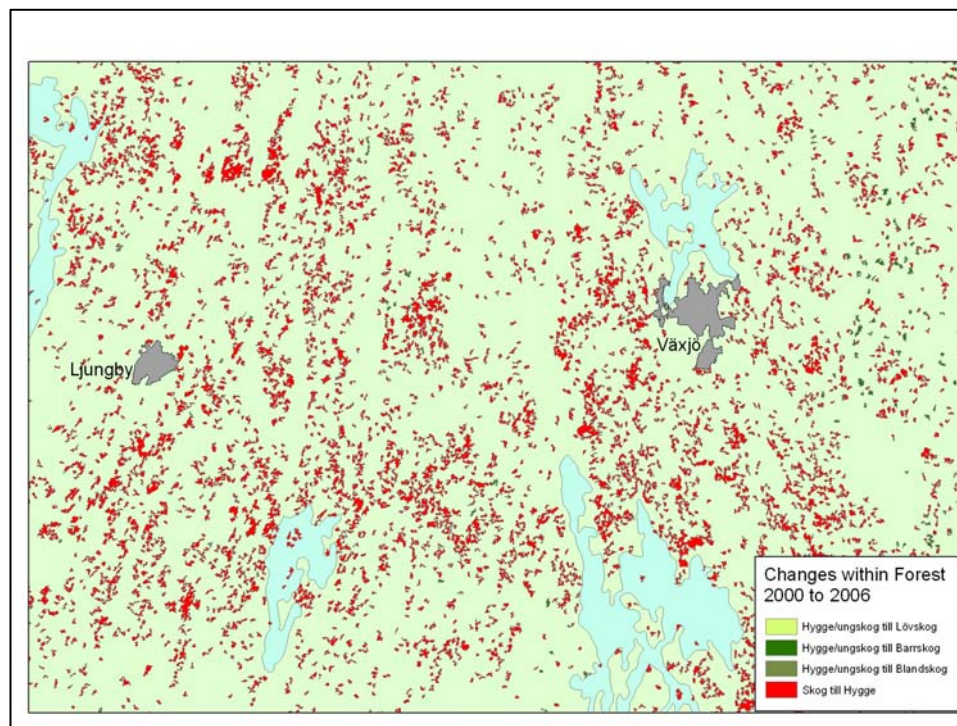 Växjö
Ljungby
Changes within Forest
2000 to 2006
Hygge/ungskog till Lövskog
Hygge/ungskog till Barrskog
Hygge/ungskog till Blandskog
Skog till Hygge